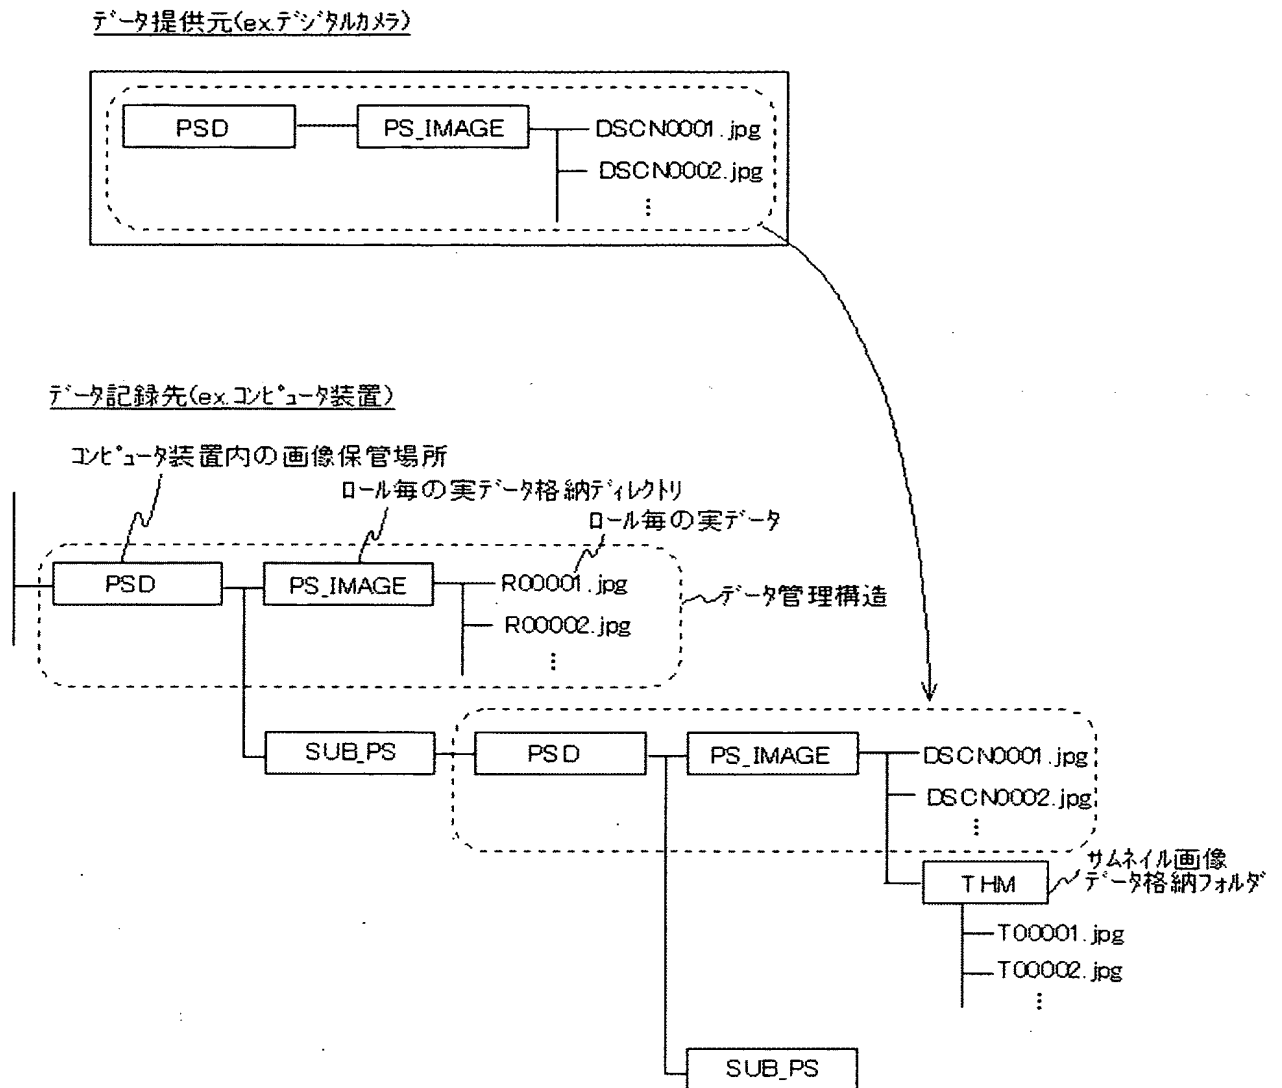 データ提供元(ex.デジタルカメラ)
PSD
PS_IMAGE
DSCN0001.jpg
DSCN0002.jpg
⋮
データ記録先(ex.コンピュータ装置)
コンピュータ装置内の画像保管場所
ロール毎の実データ格納ディレクトリ
ロール毎の実データ
PSD
PS_IMAGE
R00001.jpg
R00002.jpg
⋮
データ管理構造
SUB_PS
PSD
PS_IMAGE
DSCN0001.jpg
DSCN0002.jpg
⋮
THM
サムネイル画像
データ格納フォルダ
T00001.jpg
T00002.jpg
⋮
SUB_PS